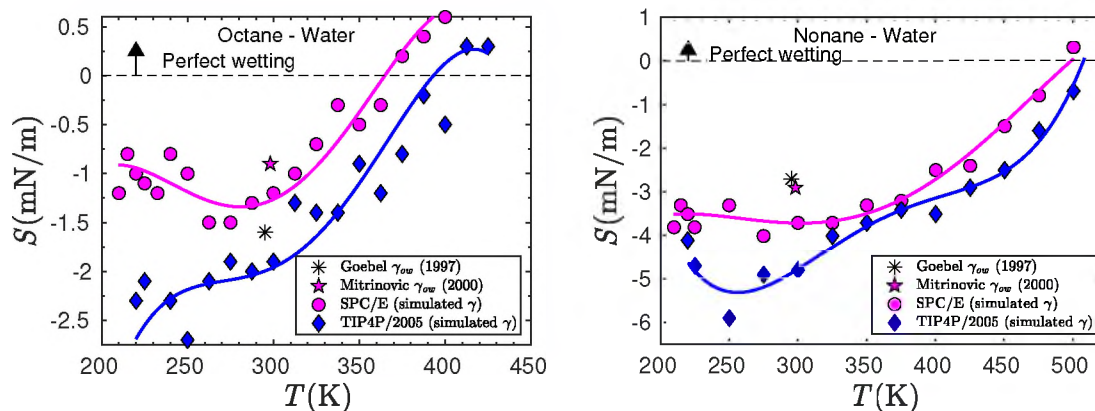 Octane - Water
Perfect wetting
S(mN/m)
0.5
0
-0.5
-1
-1.5
-2
-2.5
Goebel γow (1997)
Mitrinovic γow (2000)
SPC/E (simulated γ)
TIP4P/2005 (simulated γ)
200 250 300 350 400 450
T(K)
Nonane - Water
Perfect wetting
S(mN/m)
1
0
-1
-2
-3
-4
-5
-6
Goebel γow (1997)
Mitrinovic γow (2000)
SPC/E (simulated γ)
TIP4P/2005 (simulated γ)
200 250 300 350 400 450 500
T(K)